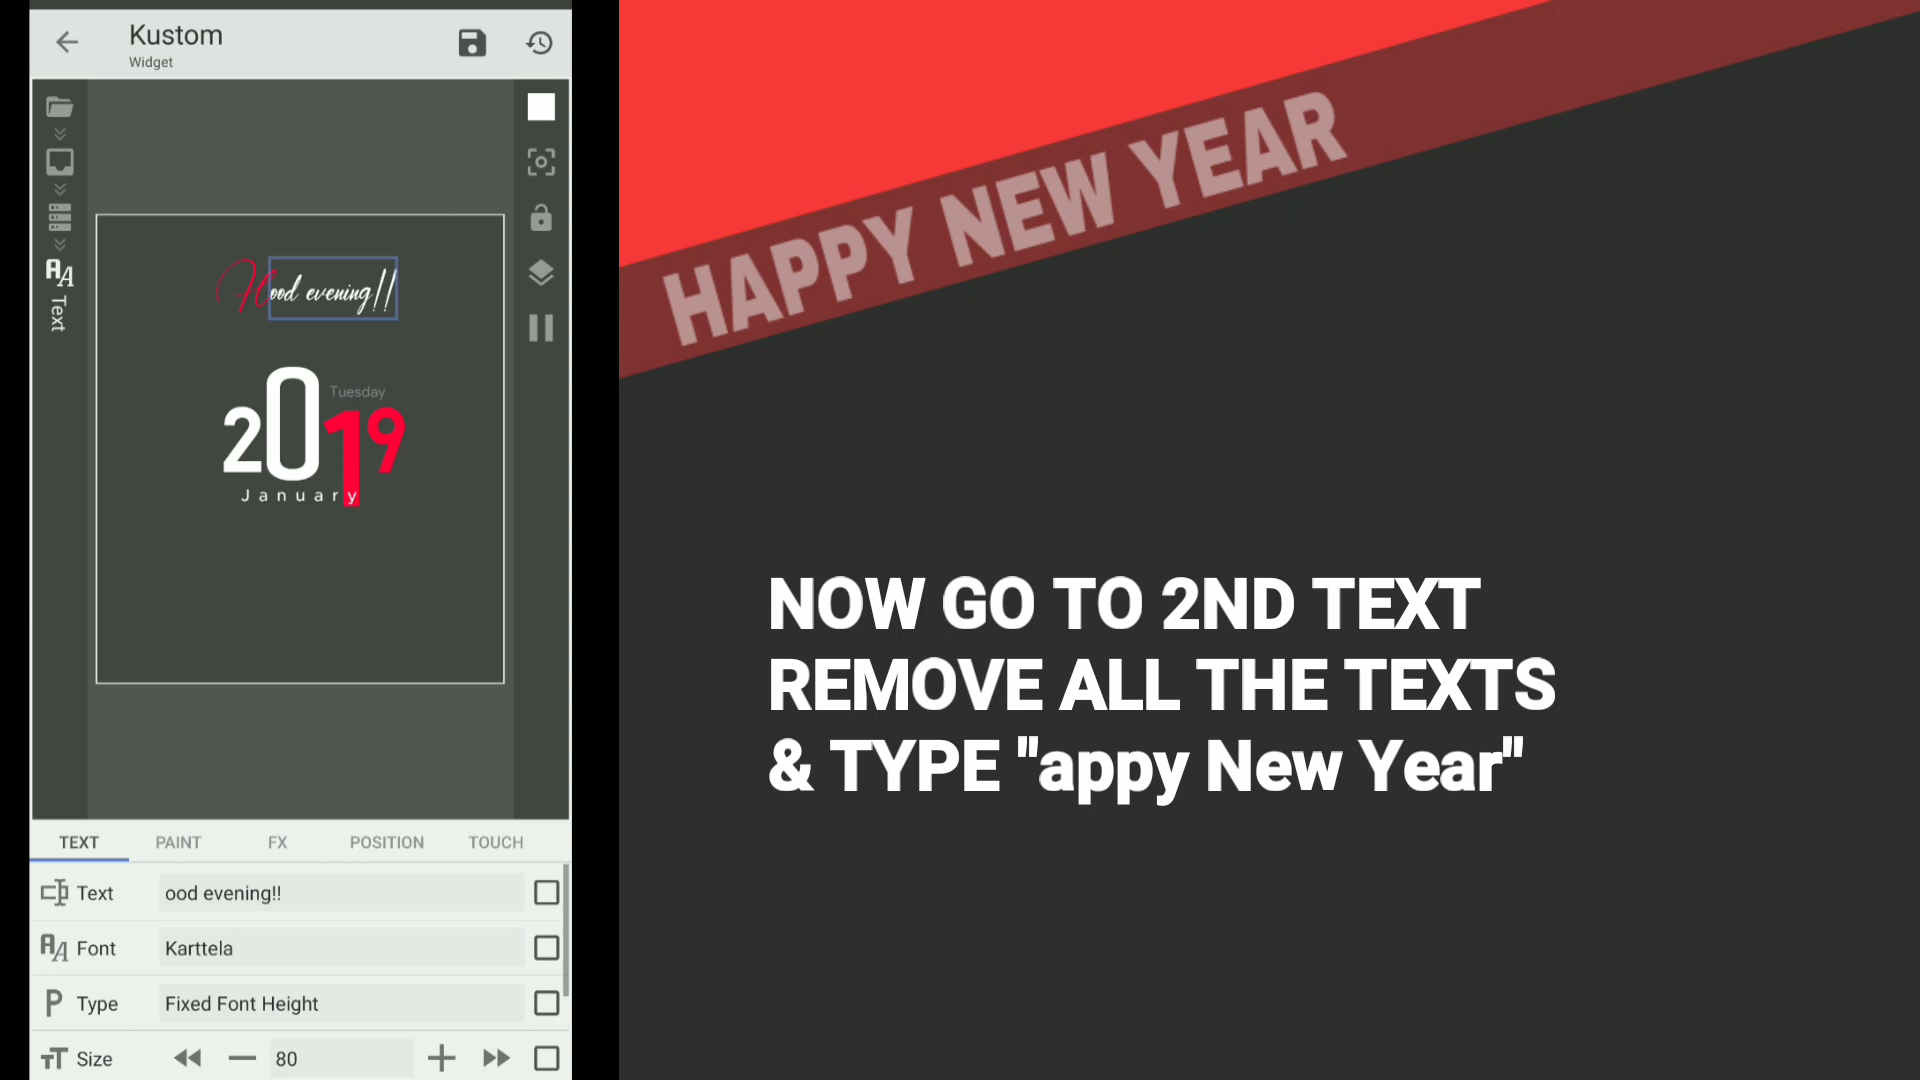 Kustom
Widget
Text
Hood evening!!
Tuesday
2019
January
TEXT PAINT FX POSITION TOUCH
Text ood evening!!
Font Karttela
Type Fixed Font Height
Size 80
HAPPY NEW YEAR
NOW GO TO 2ND TEXT
REMOVE ALL THE TEXTS
& TYPE "appy New Year"